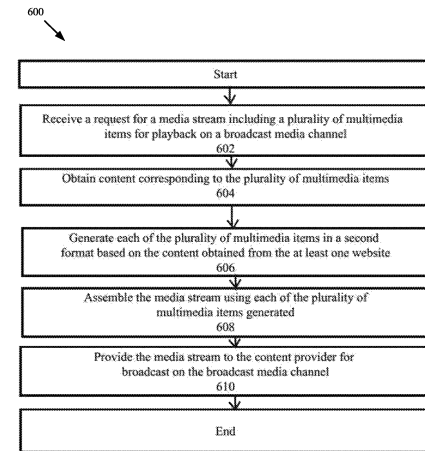 600
Start
Receive a request for a media stream including a plurality of multimedia
items for playback on a broadcast media channel
602
Obtain content corresponding to the plurality of multimedia items
604
Generate each of the plurality of multimedia items in a second
format based on the content obtained from the at least one website
606
Assemble the media stream using each of the plurality of
multimedia items generated
608
Provide the media stream to the content provider for
broadcast on the broadcast media channel
610
End